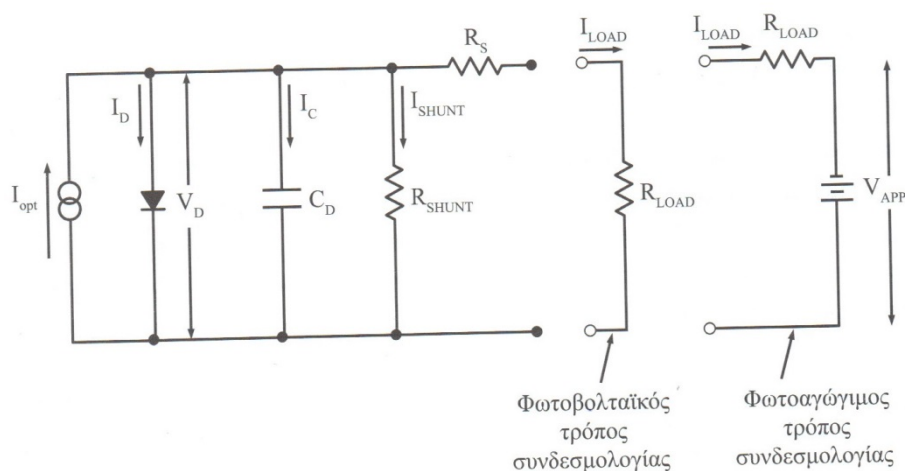 R_S
I_LOAD
I_LOAD
R_LOAD
I_D
I_C
I_SHUNT
I_opt
V_D
C_D
R_SHUNT
R_LOAD
V_APP
Φωτοβολταϊκός
τρόπος
συνδεσμολογίας
Φωτοαγώγιμος
τρόπος
συνδεσμολογίας